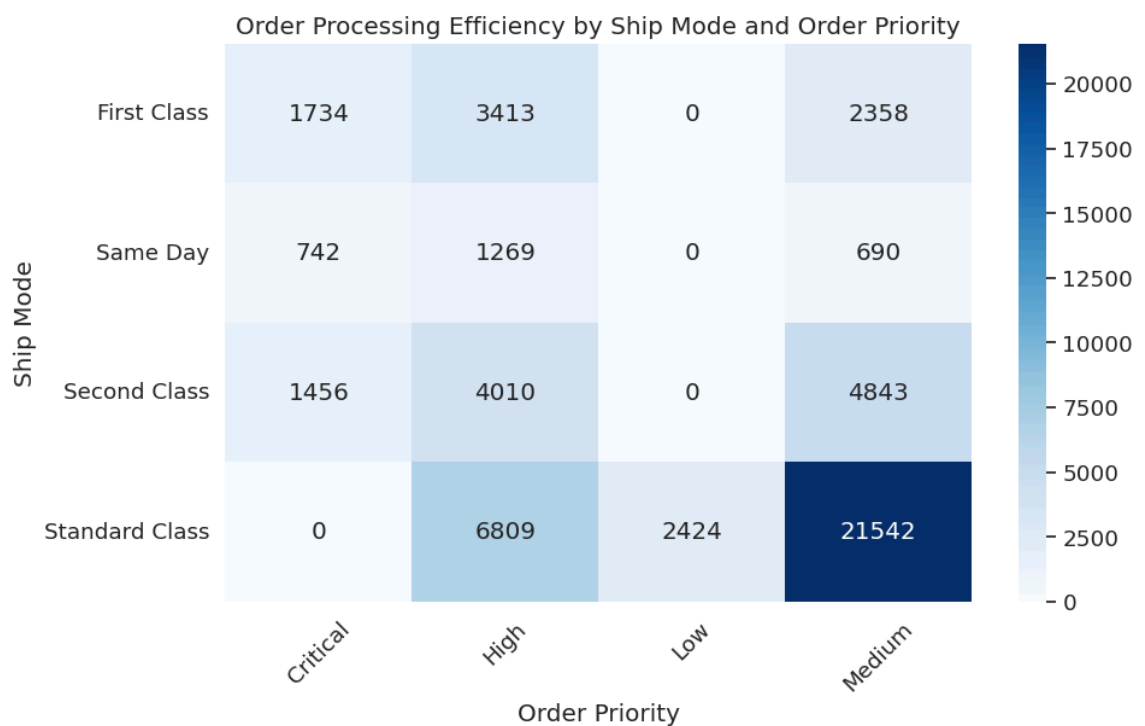 Order Processing Efficiency by Ship Mode and Order Priority
Ship Mode
First Class 1734 3413 0 2358
Same Day 742 1269 0 690
Second Class 1456 4010 0 4843
Standard Class 0 6809 2424 21542
Critical High Low Medium
Order Priority
20000
17500
15000
12500
10000
7500
5000
2500
0